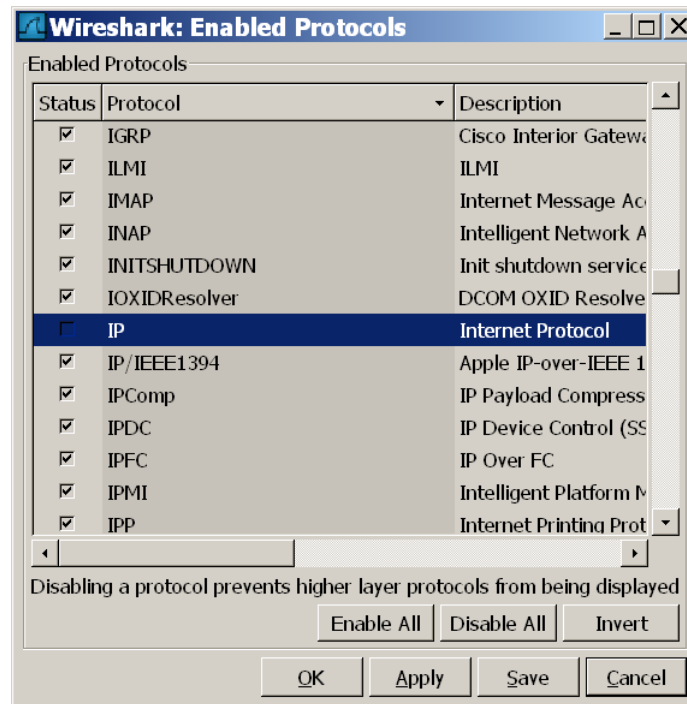 Wireshark: Enabled Protocols
Enabled Protocols
Status Protocol Description
IGRP Cisco Interior Gatewa
ILMI ILMI
IMAP Internet Message Ac
INAP Intelligent Network A
INITSHUTDOWN Init shutdown service
IOXIDResolver DCOM OXID Resolve
IP Internet Protocol
IP/IEEE1394 Apple IP-over-IEEE 1
IPComp IP Payload Compress
IPDC IP Device Control (SS
IPFC IP Over FC
IPMI Intelligent Platform M
IPP Internet Printing Prot
Disabling a protocol prevents higher layer protocols from being displayed
Enable All Disable All Invert
OK Apply Save Cancel